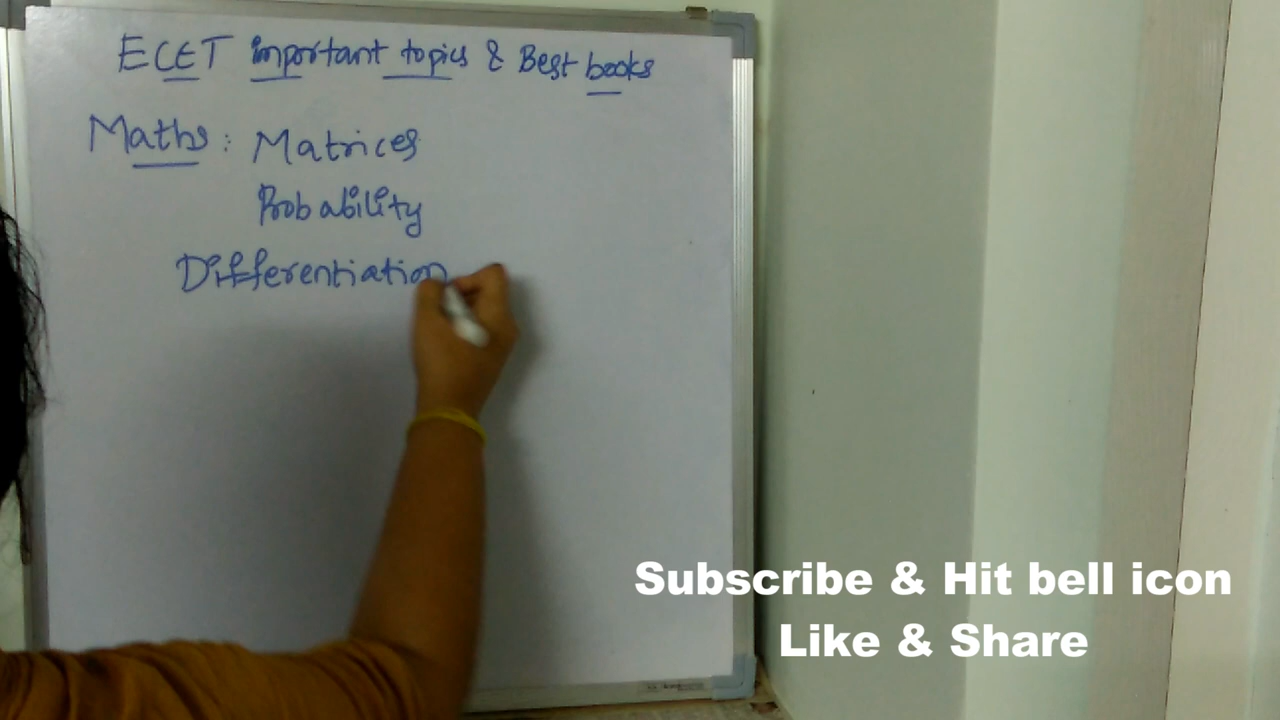 ECET important topics & Best books
Maths : Matrices
Probability
Differentiation
Subscribe & Hit bell icon
Like & Share